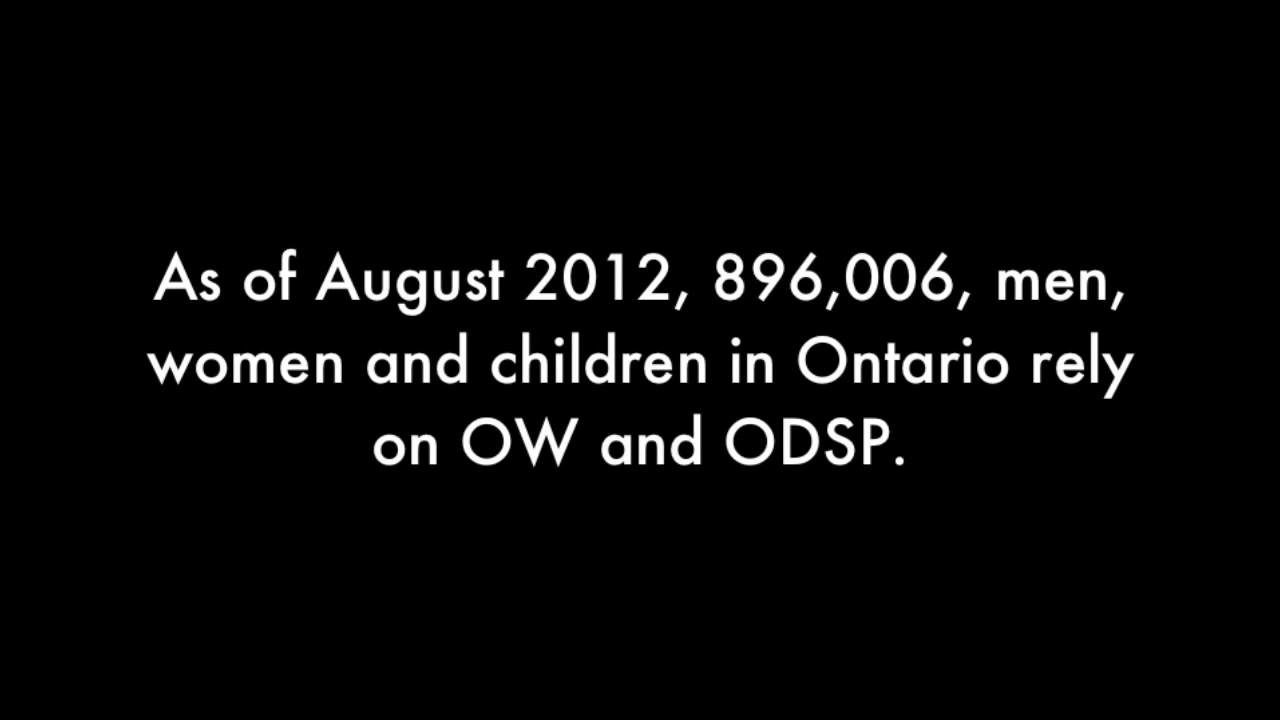 As of August 2012, 896,006, men,
women and children in Ontario rely
on OW and ODSP.